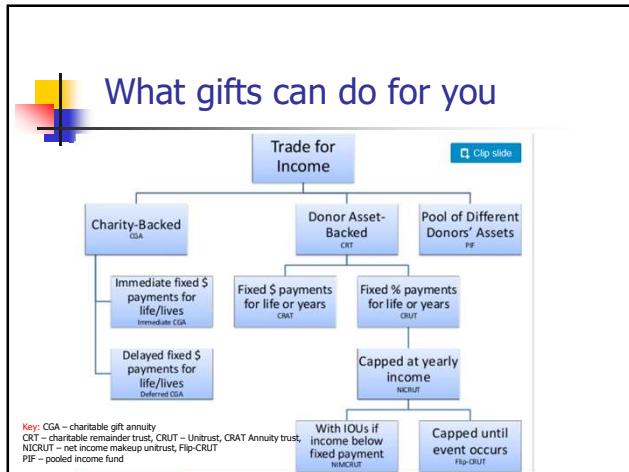 What gifts can do for you
Trade for
Income
Clip slide
Charity-Backed
CGA
Donor Asset-
Backed
CRT
Pool of Different
Donors' Assets
PIF
Immediate fixed $
payments for
life/lives
Immediate CGA
Fixed $ payments
for life or years
CRAT
Fixed % payments
for life or years
CRUT
Delayed fixed $
payments for
life/lives
Deferred CGA
Capped at yearly
income
NICRUT
With IOUs if
income below
fixed payment
NIMCRUT
Capped until
event occurs
Flip-CRUT
Key: CGA – charitable gift annuity
CRT – charitable remainder trust, CRUT – Unitrust, CRAT Annuity trust,
NICRUT – net income makeup unitrust, Flip-CRUT
PIF – pooled income fund